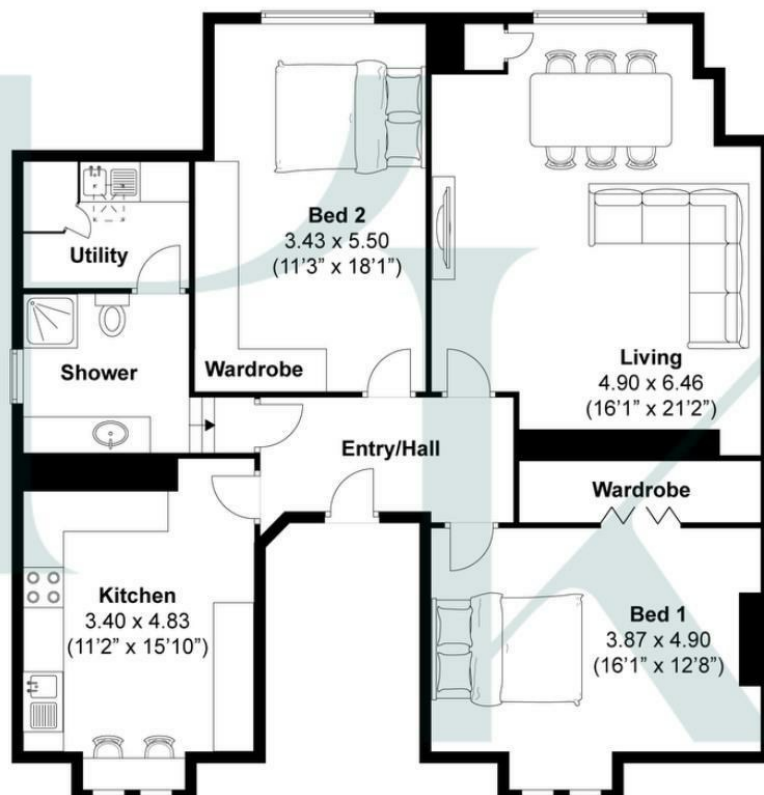 Bed 2
3.43 x 5.50
(11'3" x 18'1")
Utility
Wardrobe
Shower
Living
4.90 x 6.46
(16'1" x 21'2")
Entry/Hall
Wardrobe
Kitchen
3.40 x 4.83
(11'2" x 15'10")
Bed 1
3.87 x 4.90
(16'1" x 12'8")